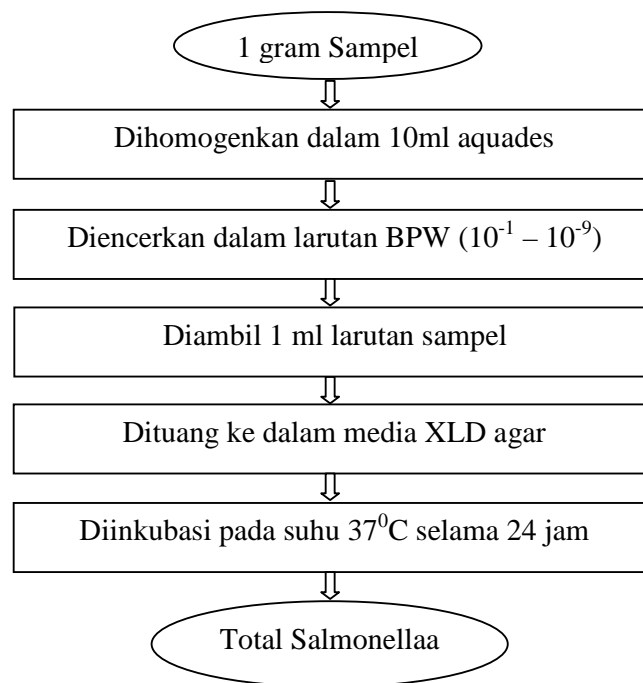 1 gram Sampel
Dihomogenkan dalam 10ml aquades
Diencerkan dalam larutan BPW (10⁻¹ – 10⁻⁹)
Diambil 1 ml larutan sampel
Dituang ke dalam media XLD agar
Diinkubasi pada suhu 37⁰C selama 24 jam
Total Salmonellaa